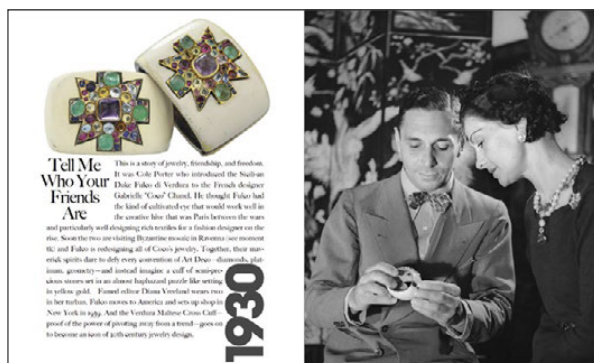 Tell Me
Who Your
Friends
Are
This is a story of jewelry, friendship, and freedom.
It was Cole Porter who introduced the Sicilian
Duke Fulco di Verdura to the French designer
Gabrielle "Coco" Chanel. He thought Fulco had
the kind of cultivated eye that would work well in
the creative hive that was Paris between the wars
and particularly well designing rich textiles for a fashion designer on the
rise. Soon the two are visiting Byzantine mosaic in Ravenna (see moment
) and Fulco is redesigning all of Coco's jewelry. Together, their mav-
erick spirits dare to defy every convention of Art Deco—diamonds, plat-
inum, geometry—and instead imagine a cuff of semi-pre-
cious stones set in an almost haphazard puzzle like setting
in yellow gold. Famed editor Diana Vreeland wears two
in her turban. Fulco moves to America and sets up shop in
New York in 1939. And the Verdura Maltese Cross Cuff—
proof of the power of pivoting away from a trend—goes on
to become an icon of 20th century jewelry design.
1930